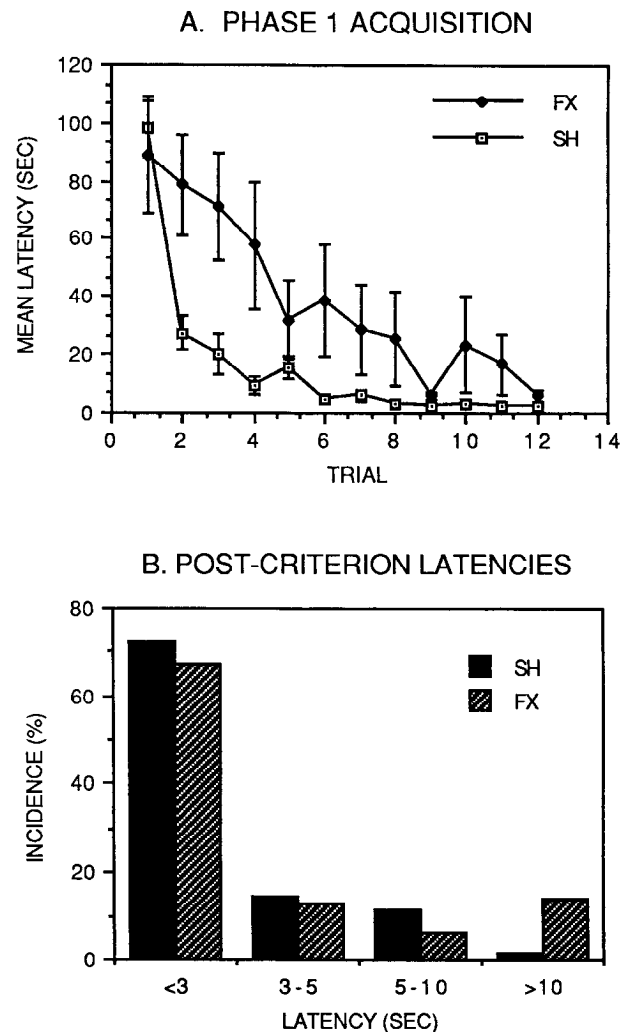 A. PHASE 1 ACQUISITION
120
100
80
60
40
20
0
MEAN LATENCY (SEC)
FX
SH
0 2 4 6 8 10 12 14
TRIAL
B. POST-CRITERION LATENCIES
80
60
40
20
0
INCIDENCE (%)
SH
FX
<3 3-5 5-10 >10
LATENCY (SEC)